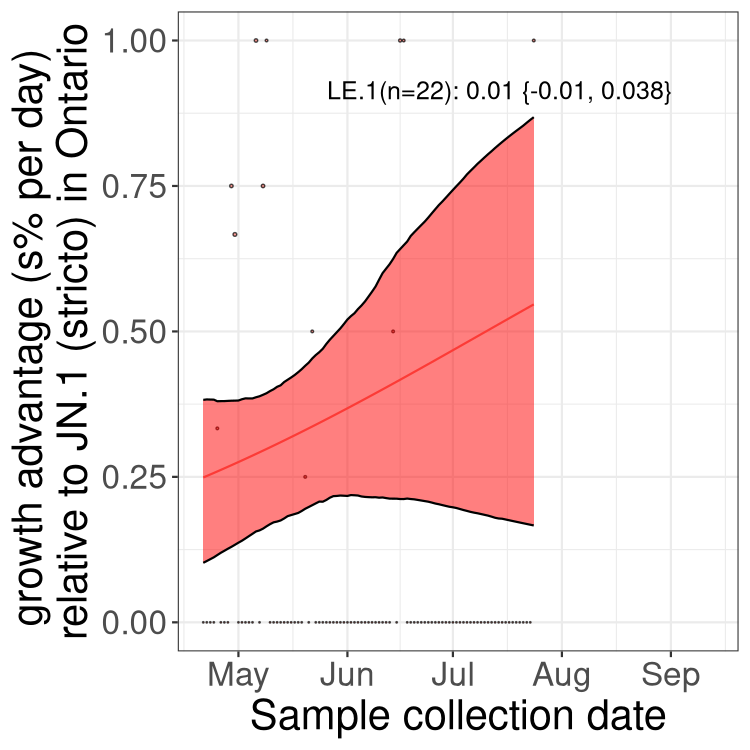 growth advantage (s% per day)
relative to JN.1 (stricto) in Ontario
1.00
0.75
0.50
0.25
0.00
LE.1(n=22): 0.01 {-0.01, 0.038}
May Jun Jul Aug Sep
Sample collection date